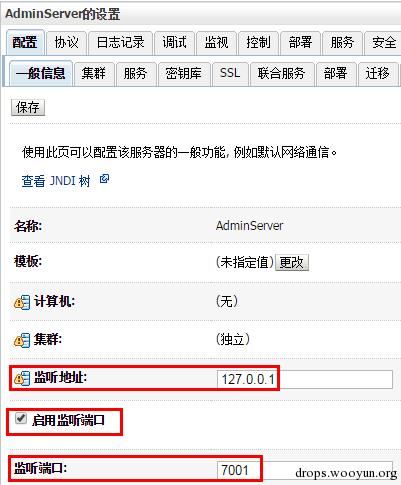 AdminServer的设置
配置 协议 日志记录 调试 监视 控制 部署 服务 安全
一般信息 集群 服务 密钥库 SSL 联合服务 部署 迁移
保存
使用此页可以配置该服务器的一般功能, 例如默认网络通信。
查看 JNDI 树
名称: AdminServer
模板: (未指定值) 更改
计算机: (无)
集群: (独立)
监听地址: 127.0.0.1
启用监听端口
监听端口: 7001
drops.wooyun.org